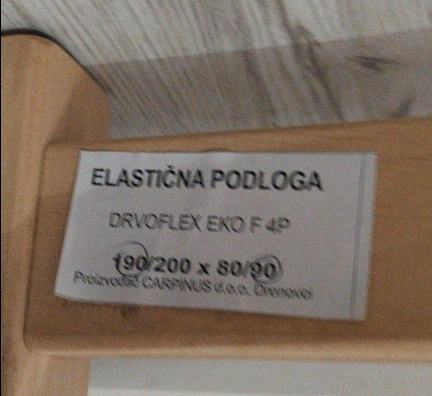 ELASTIČNA PODLOGA
DRVOFLEX EKO F 4P
190/200 x 80/90
Proizvođač CARPINUS d.o.o. Drenovci